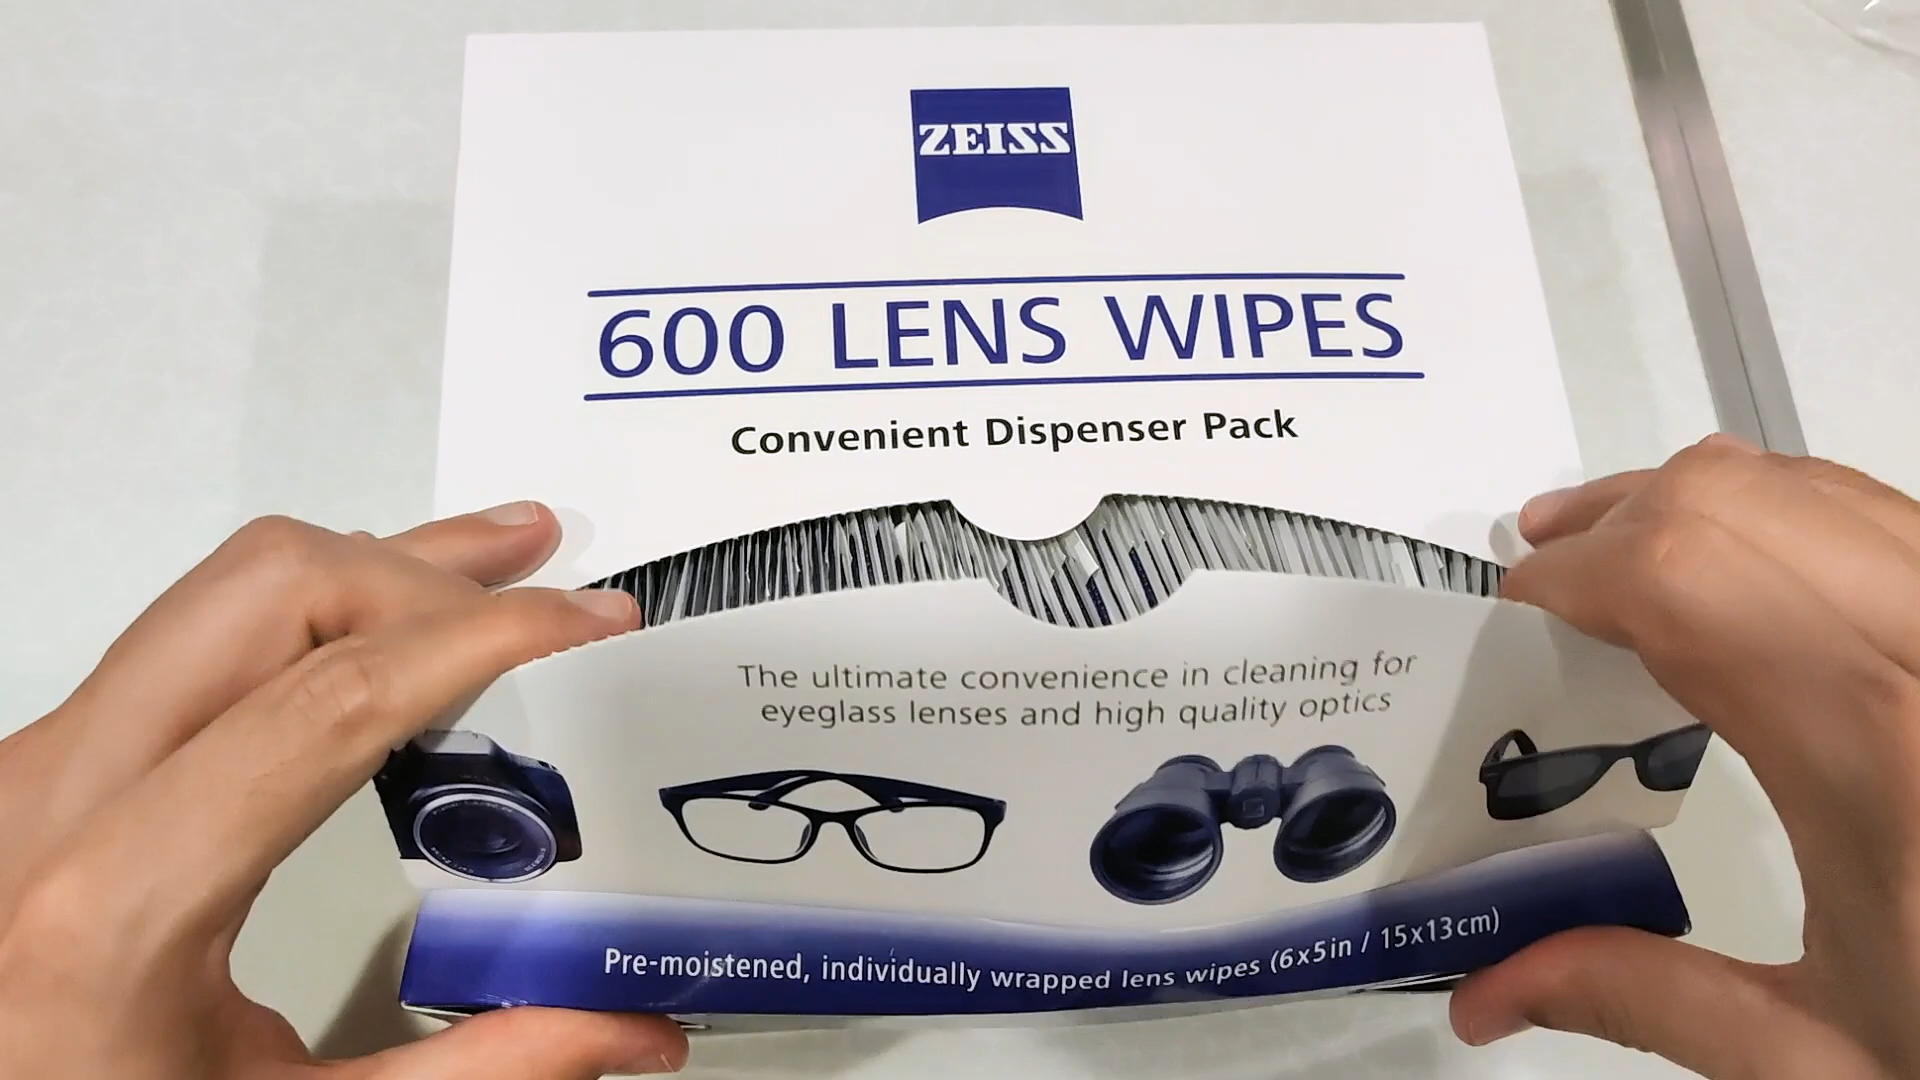 ZEISS
600 LENS WIPES
Convenient Dispenser Pack
The ultimate convenience in cleaning for
eyeglass lenses and high quality optics
Pre-moistened, individually wrapped lens wipes (6x5in / 15x13cm)